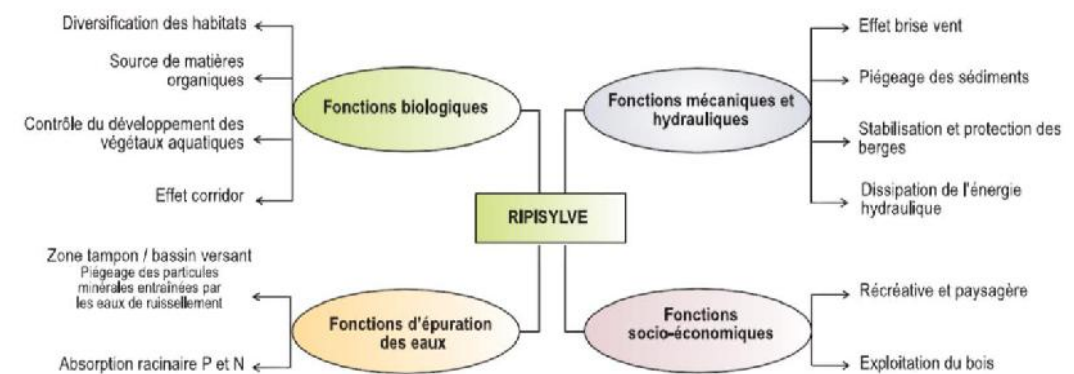 Diversification des habitats
Source de matières
organiques
Contrôle du développement des
végétaux aquatiques
Effet corridor
Fonctions biologiques
Fonctions mécaniques et
hydrauliques
Effet brise vent
Piégeage des sédiments
Stabilisation et protection des
berges
Dissipation de l'énergie
hydraulique
RIPISYLVE
Zone tampon / bassin versant
Piégeage des particules
minérales entraînées par
les eaux de ruissellement
Absorption racinaire P et N
Fonctions d'épuration
des eaux
Fonctions
socio-économiques
Récréative et paysagère
Exploitation du bois